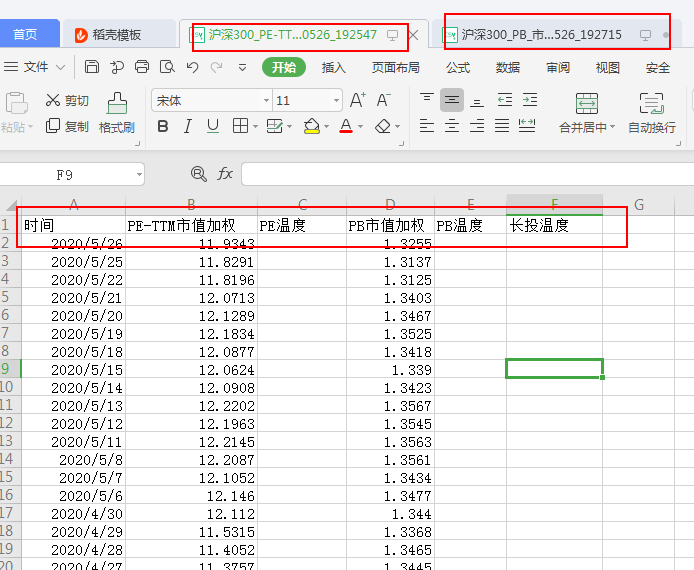 首页 稻壳模板 沪深300_PE-TT...0526_192547 沪深300_PB_市...526_192715
文件 开始 插入 页面布局 公式 数据 审阅 视图 安全
粘贴 剪切 复制 格式刷 宋体 11 A+ A- B I U A 合并居中 自动换行
F9 fx
A B C D E F G
1 时间 PE-TTM市值加权 PE温度 PB市值加权 PB温度 长投温度
2 2020/5/26 11.9343 1.3255
3 2020/5/25 11.8291 1.3137
4 2020/5/22 11.8196 1.3125
5 2020/5/21 12.0713 1.3403
6 2020/5/20 12.1289 1.3467
7 2020/5/19 12.1834 1.3525
8 2020/5/18 12.0877 1.3418
9 2020/5/15 12.0624 1.339
10 2020/5/14 12.0908 1.3423
11 2020/5/13 12.2202 1.3567
12 2020/5/12 12.1963 1.3545
13 2020/5/11 12.2145 1.3563
14 2020/5/8 12.2087 1.3561
15 2020/5/7 12.1052 1.3434
16 2020/5/6 12.146 1.3477
17 2020/4/30 12.112 1.344
18 2020/4/29 11.5315 1.3368
19 2020/4/28 11.4052 1.3465
20 2020/4/27 11.3757 1.3445